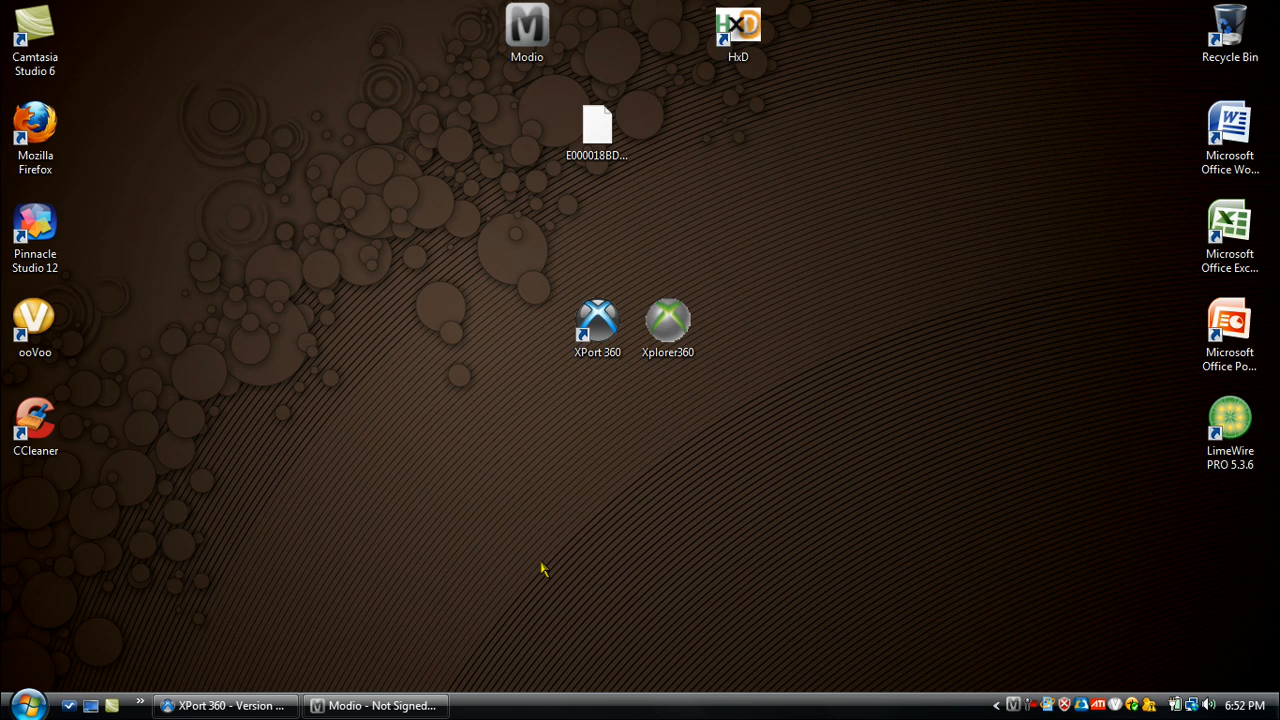 Camtasia
Studio 6
Modio
HxD
Recycle Bin
Mozilla
Firefox
E000018BD...
Microsoft
Office Wo...
Pinnacle
Studio 12
Microsoft
Office Exc...
ooVoo
XPort 360
Xplorer360
Microsoft
Office Po...
CCleaner
LimeWire
PRO 5.3.6
XPort 360 - Version ...
Modio - Not Signed...
6:52 PM